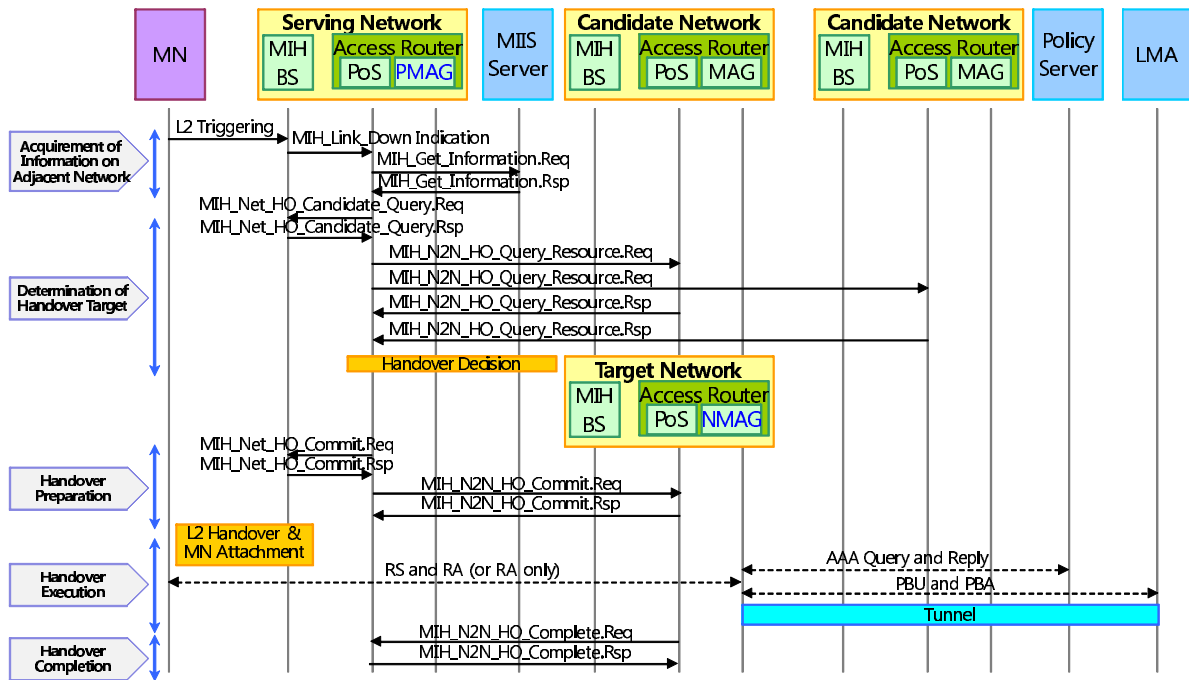 MN
Serving Network
MIH
BS
Access Router
PoS
PMAG
MIIS
Server
Candidate Network
MIH
BS
Access Router
PoS
MAG
Candidate Network
MIH
BS
Access Router
PoS
MAG
Policy
Server
LMA
Acquirement of
Information on
Adjacent Network
L2 Triggering
MIH_Link_Down Indication
MIH_Get_Information.Req
MIH_Get_Information.Rsp
Determination of
Handover Target
MIH_Net_HO_Candidate_Query.Req
MIH_Net_HO_Candidate_Query.Rsp
MIH_N2N_HO_Query_Resource.Req
MIH_N2N_HO_Query_Resource.Req
MIH_N2N_HO_Query_Resource.Rsp
MIH_N2N_HO_Query_Resource.Rsp
Handover Decision
Target Network
MIH
BS
Access Router
PoS
NMAG
Handover
Preparation
MIH_Net_HO_Commit.Req
MIH_Net_HO_Commit.Rsp
MIH_N2N_HO_Commit.Req
MIH_N2N_HO_Commit.Rsp
L2 Handover &
MN Attachment
Handover
Execution
AAA Query and Reply
RS and RA (or RA only)
PBU and PBA
Tunnel
Handover
Completion
MIH_N2N_HO_Complete.Req
MIH_N2N_HO_Complete.Rsp